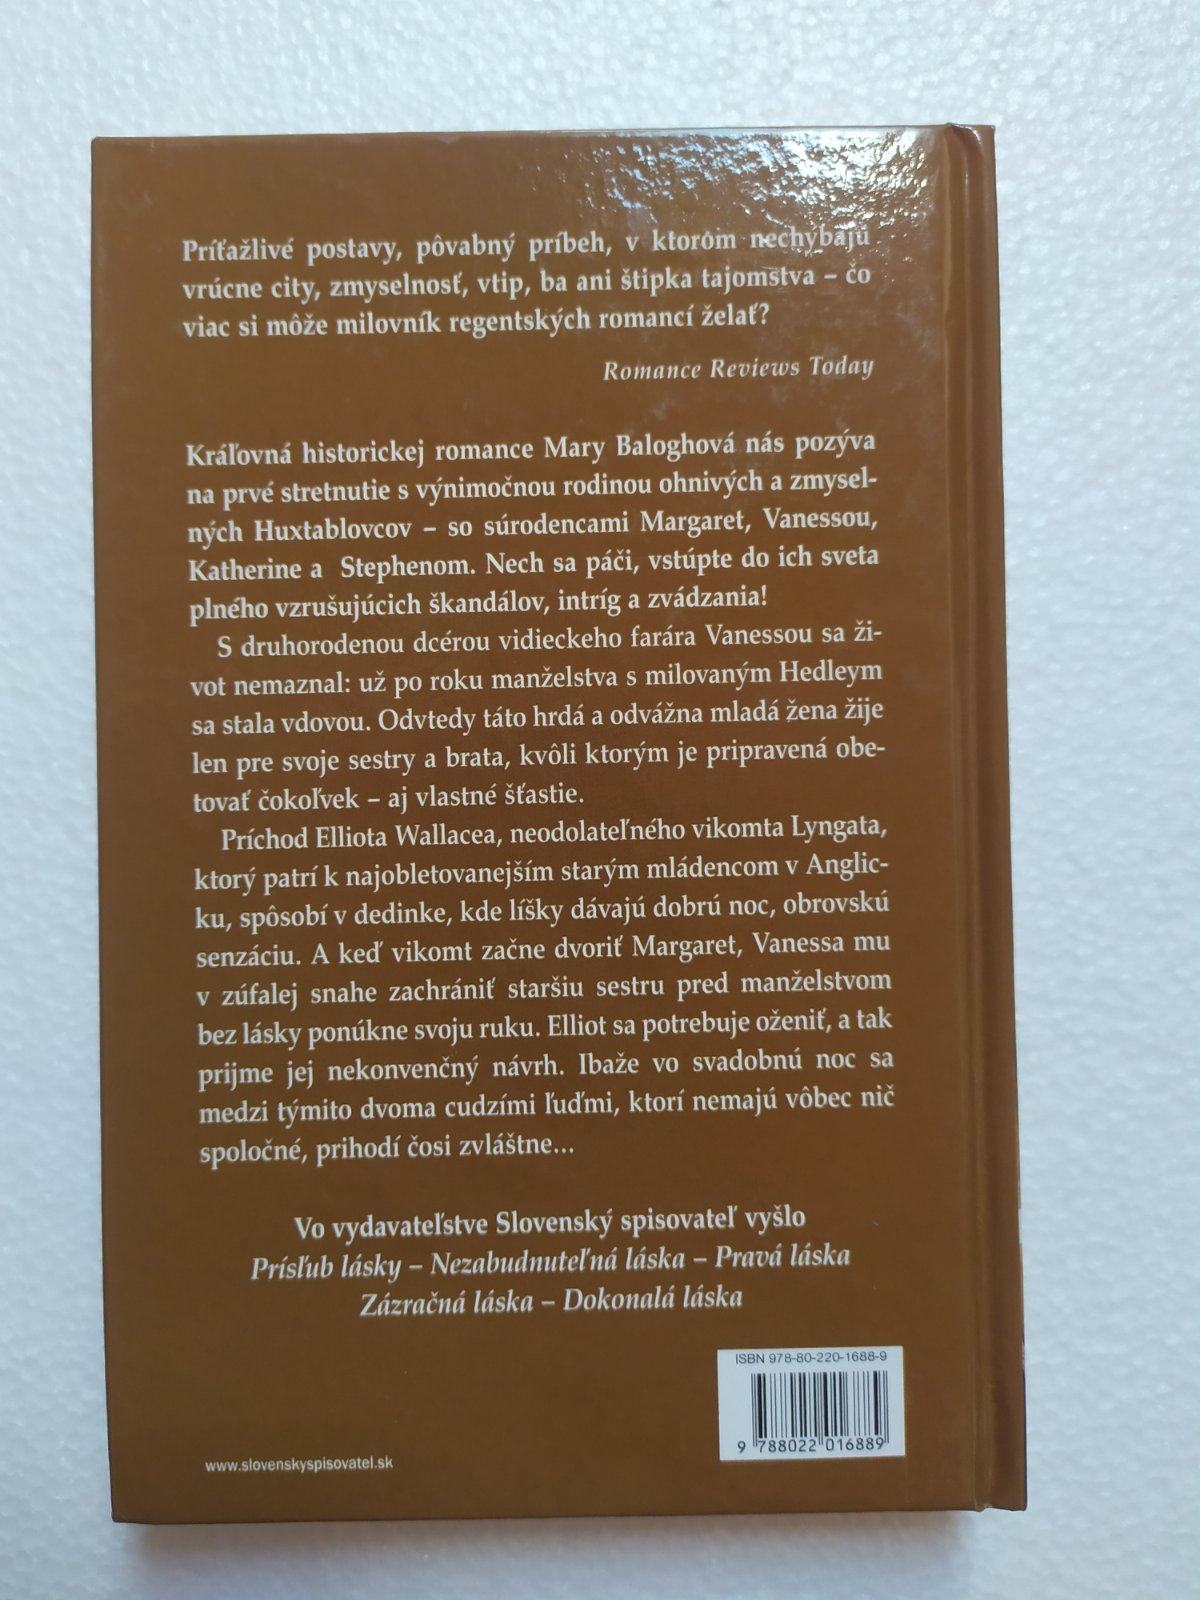 Príťažlivé postavy, pôvabný príbeh, v ktorom nechýbajú
vrúcne city, zmyselnosť, vtip, ba ani štipka tajomstva – čo
viac si môže milovník regentských romancí želať?
Romance Reviews Today
Kráľovná historickej romance Mary Baloghová nás pozýva
na prvé stretnutie s výnimočnou rodinou ohnivých a zmysel-
ných Huxtablovcov – so súrodencami Margaret, Vanessou,
Katherine a Stephenom. Nech sa páči, vstúpte do ich sveta
plného vzrušujúcich škandálov, intríg a zvádzania!
S druhorodenou dcérou vidieckeho farára Vanessou sa ži-
vot nemaznal: už po roku manželstva s milovaným Hedleym
sa stala vdovou. Odvtedy táto hrdá a odvážna mladá žena žije
len pre svoje sestry a brata, kvôli ktorým je pripravená obe-
tovať čokoľvek – aj vlastné šťastie.
Príchod Elliota Wallacea, neodolateľného vikomta Lyngata,
ktorý patrí k najobletovanejším starým mládencom v Anglic-
ku, spôsobí v dedinke, kde líšky dávajú dobrú noc, obrovskú
senzáciu. A keď vikomt začne dvoriť Margaret, Vanessa mu
v zúfalej snahe zachrániť staršiu sestru pred manželstvom
bez lásky ponúkne svoju ruku. Elliot sa potrebuje oženiť, a tak
prijme jej nekonvenčný návrh. Ibaže vo svadobnú noc sa
medzi týmito dvoma cudzími ľuďmi, ktorí nemajú vôbec nič
spoločné, prihodí čosi zvláštne...
Vo vydavateľstve Slovenský spisovateľ vyšlo
Prísľub lásky – Nezabudnuteľná láska – Pravá láska
Zázračná láska – Dokonalá láska
ISBN 978-80-220-1688-9
9 788022 016889
www.slovenskyspisovatel.sk